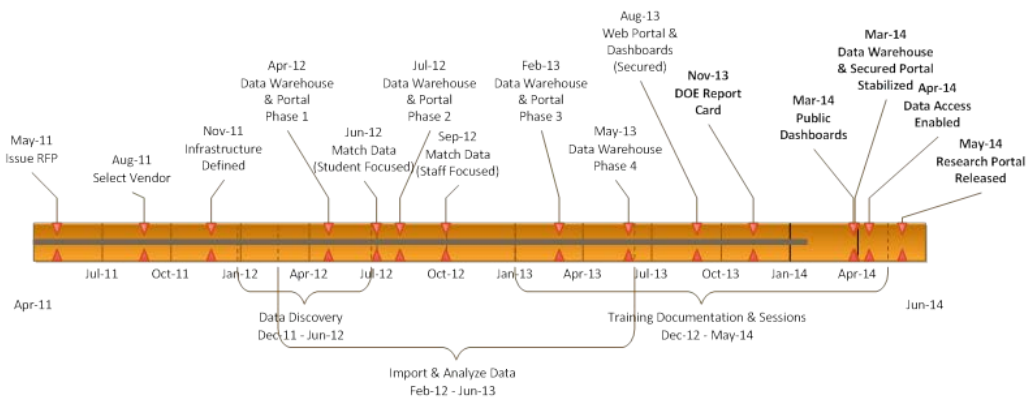 May-11
Issue RFP
Aug-11
Select Vendor
Nov-11
Infrastructure
Defined
Apr-12
Data Warehouse
& Portal
Phase 1
Jun-12
Match Data
(Student Focused)
Jul-12
Data Warehouse
& Portal
Phase 2
Sep-12
Match Data
(Staff Focused)
Feb-13
Data Warehouse
& Portal
Phase 3
May-13
Data Warehouse
Phase 4
Aug-13
Web Portal &
Dashboards
(Secured)
Nov-13
DOE Report
Card
Mar-14
Public
Dashboards
Mar-14
Data Warehouse
& Secured Portal
Stabilized
Apr-14
Data Access
Enabled
May-14
Research Portal
Released
Jul-11
Oct-11
Jan-12
Apr-12
Jul-12
Oct-12
Jan-13
Apr-13
Jul-13
Oct-13
Jan-14
Apr-14
Apr-11
Jun-14
Data Discovery
Dec-11 - Jun-12
Training Documentation & Sessions
Dec-12 - May-14
Import & Analyze Data
Feb-12 - Jun-13